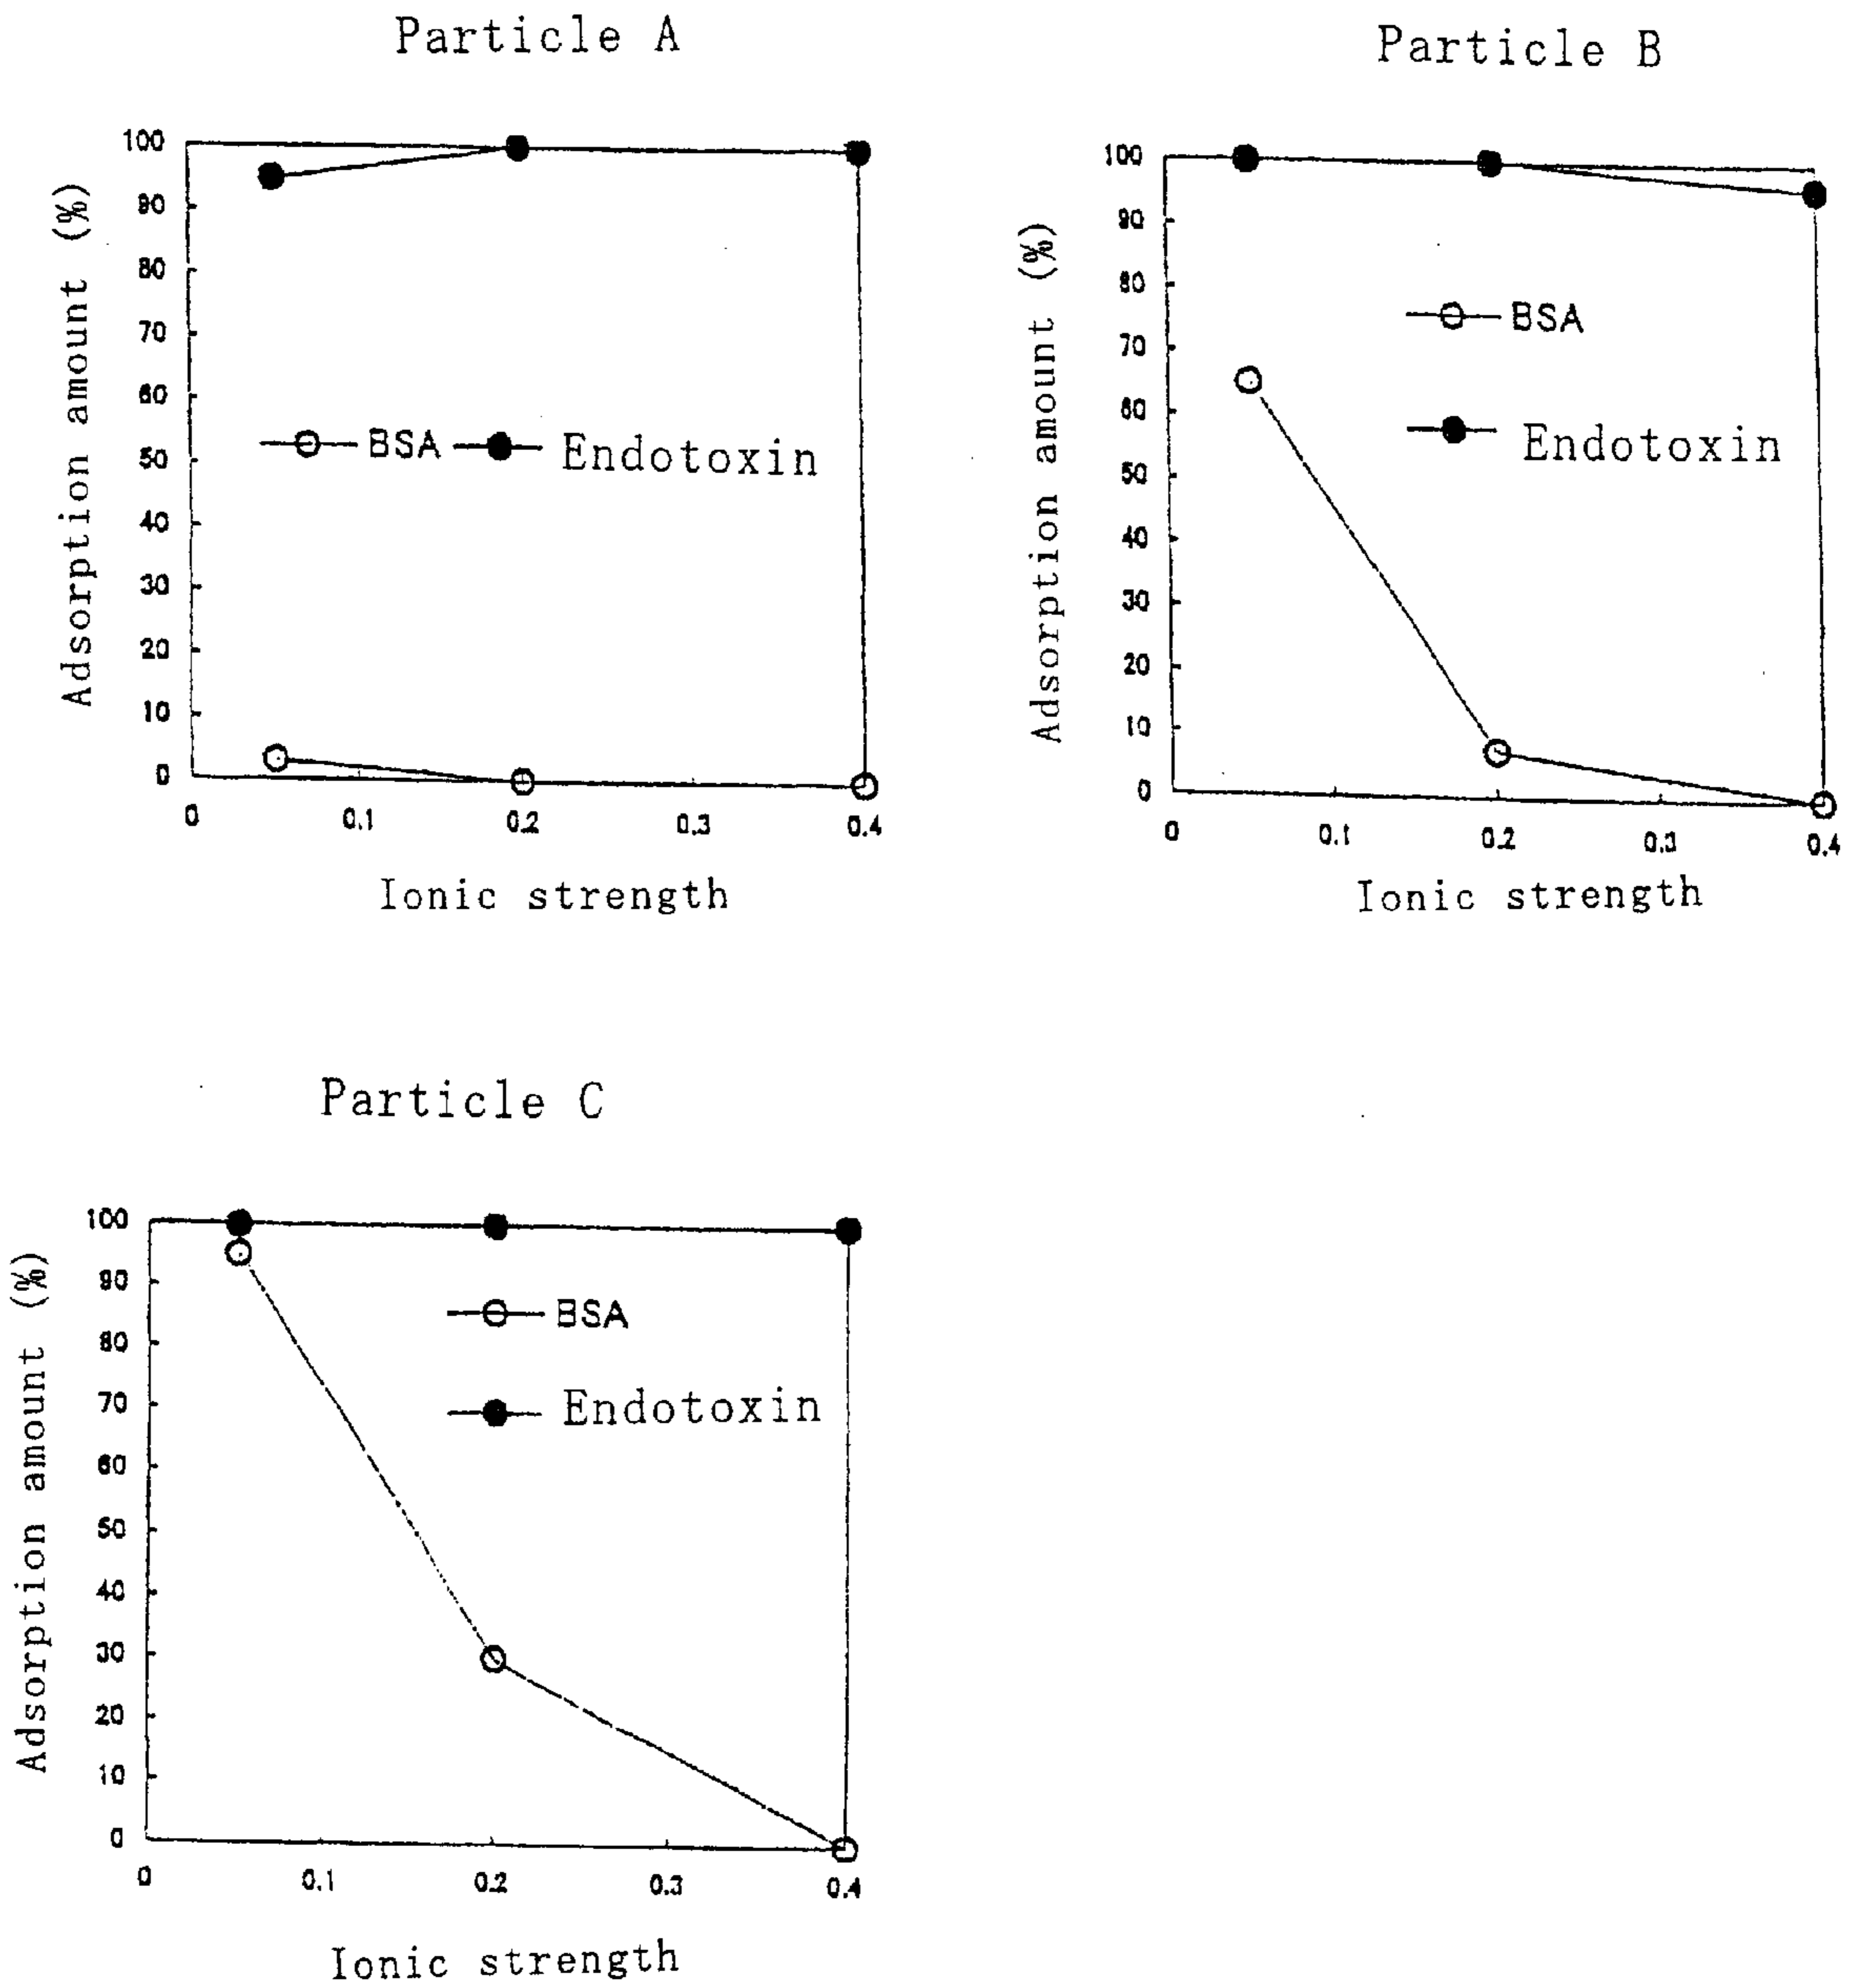 Particle A
Adsorption amount (%)
100
90
80
70
60
50
40
30
20
10
0
BSA Endotoxin
0 0.1 0.2 0.3 0.4
Ionic strength
Particle B
Adsorption amount (%)
100
90
80
70
60
50
40
30
20
10
0
BSA
Endotoxin
0 0.1 0.2 0.3 0.4
Ionic strength
Particle C
Adsorption amount (%)
100
90
80
70
60
50
40
30
20
10
0
BSA
Endotoxin
0 0.1 0.2 0.3 0.4
Ionic strength